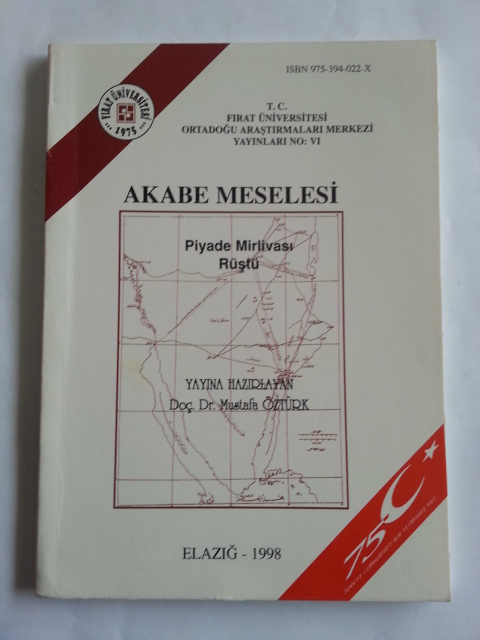 ISBN 975-394-022-X
FIRAT ÜNİVERSİTESİ
1975
T. C.
FIRAT ÜNİVERSİTESİ
ORTADOĞU ARAŞTIRMALARI MERKEZİ
YAYINLARI NO: VI
AKABE MESELESİ
Piyade Mirlivası
Rüştü
YAYINA HAZIRLAYAN
Doç. Dr. Mustafa ÖZTÜRK
75
ELAZIĞ - 1998